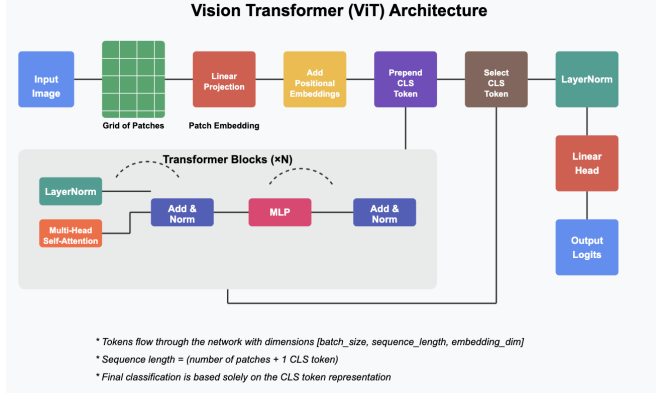 Vision Transformer (ViT) Architecture
Input
Image
Grid of Patches
Linear
Projection
Patch Embedding
Add
Positional
Embeddings
Prepend
CLS
Token
Select
CLS
Token
LayerNorm
Linear
Head
Output
Logits
Transformer Blocks (×N)
LayerNorm
Multi-Head
Self-Attention
Add &
Norm
MLP
Add &
Norm
* Tokens flow through the network with dimensions [batch_size, sequence_length, embedding_dim]
* Sequence length = (number of patches + 1 CLS token)
* Final classification is based solely on the CLS token representation